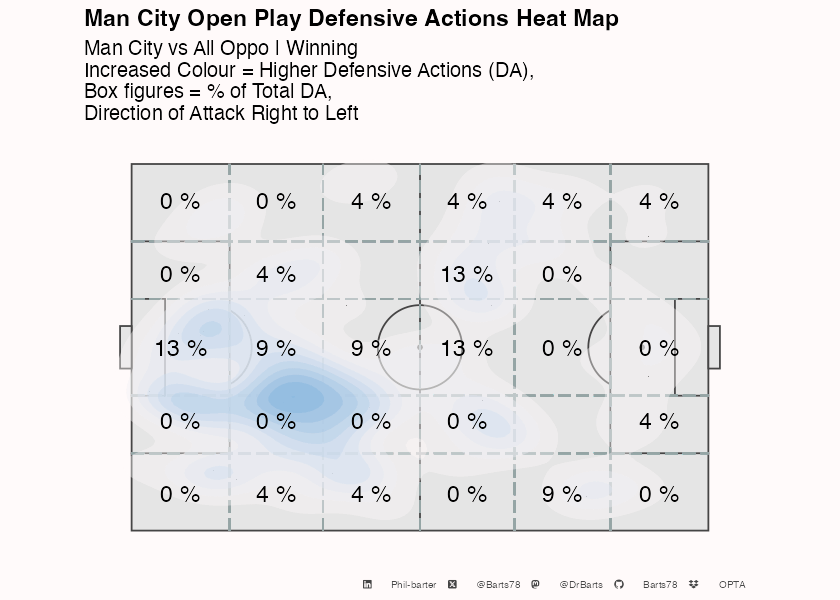 Man City Open Play Defensive Actions Heat Map
Man City vs All Oppo | Winning
Increased Colour = Higher Defensive Actions (DA),
Box figures = % of Total DA,
Direction of Attack Right to Left
0 % 0 % 4 % 4 % 4 % 4 %
0 % 4 % 13 % 0 %
13 % 9 % 9 % 13 % 0 % 0 %
0 % 0 % 0 % 0 % 4 %
0 % 4 % 4 % 0 % 9 % 0 %
Phil-barter @Barts78 @DrBarts Barts78 OPTA